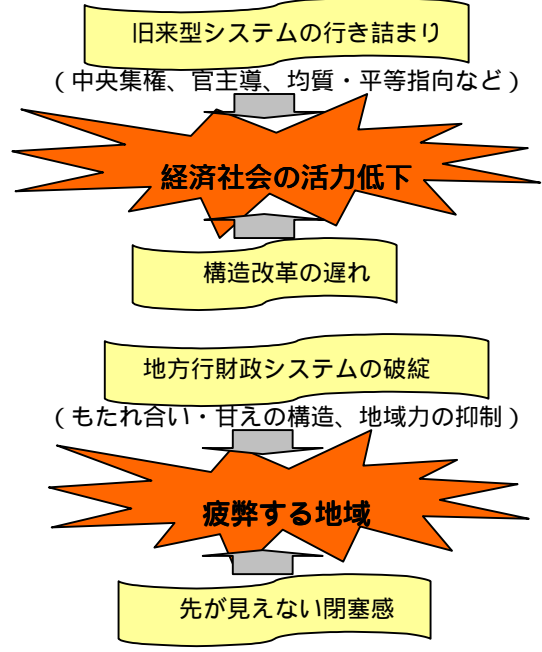 旧来型システムの行き詰まり
（中央集権、官主導、均質・平等指向など）
経済社会の活力低下
構造改革の遅れ
地方行財政システムの破綻
（もたれ合い・甘えの構造、地域力の抑制）
疲弊する地域
先が見えない閉塞感